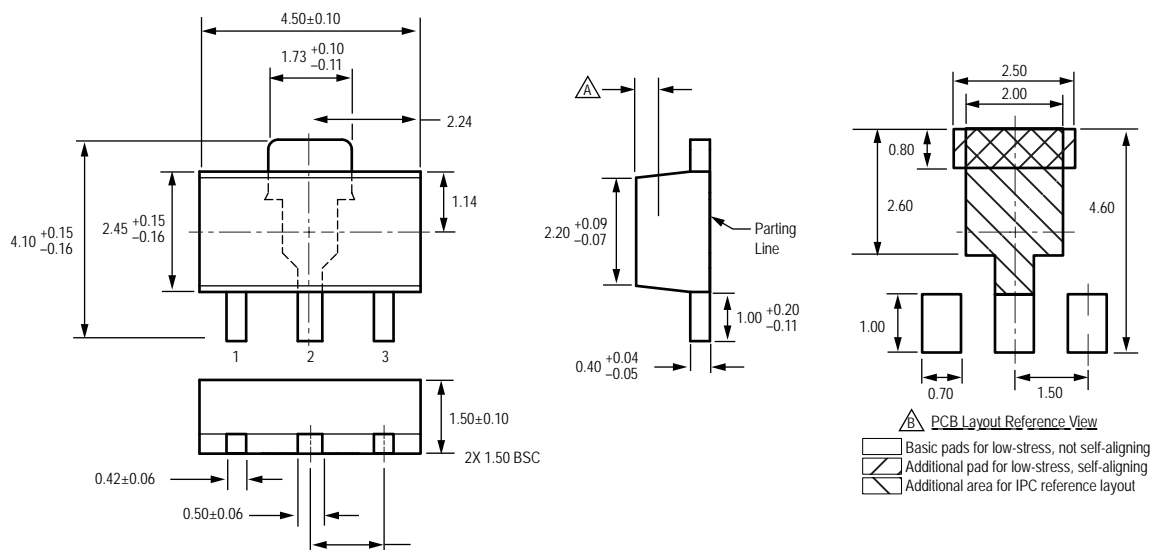 4.50±0.10
1.73 +0.10 −0.11
2.24
1.14
4.10 +0.15 −0.16
2.45 +0.15 −0.16
1 2 3
1.50±0.10
2X 1.50 BSC
0.42±0.06
0.50±0.06
A
2.20 +0.09 −0.07
Parting
Line
1.00 +0.20 −0.11
0.40 +0.04 −0.05
2.50
2.00
0.80
2.60
4.60
1.00
0.70
1.50
B PCB Layout Reference View
Basic pads for low-stress, not self-aligning
Additional pad for low-stress, self-aligning
Additional area for IPC reference layout